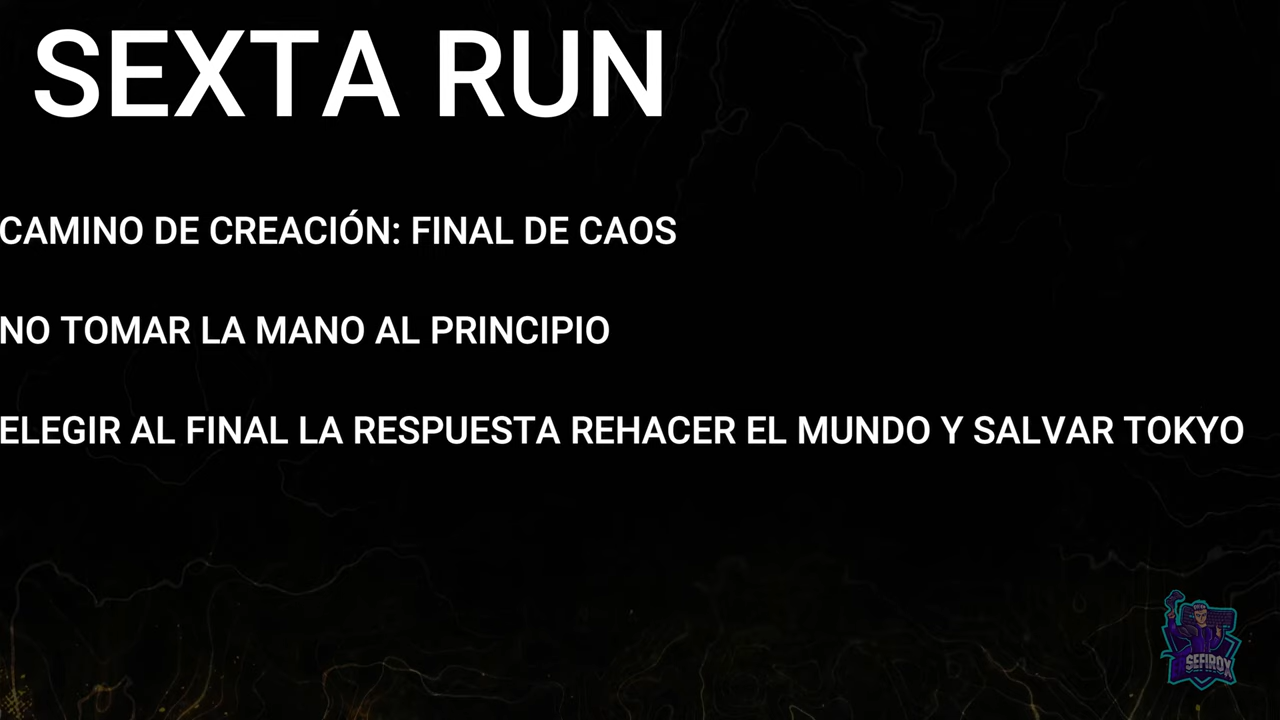 SEXTA RUN
CAMINO DE CREACIÓN: FINAL DE CAOS
NO TOMAR LA MANO AL PRINCIPIO
ELEGIR AL FINAL LA RESPUESTA REHACER EL MUNDO Y SALVAR TOKYO
SEFIROX